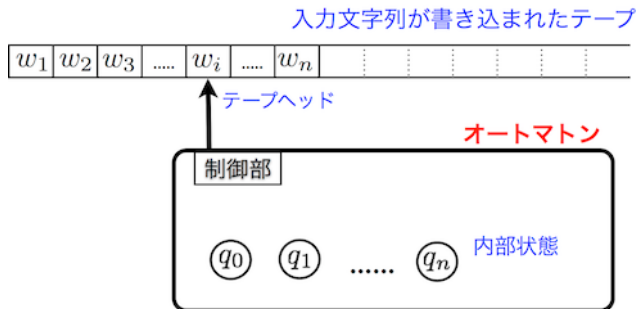 入力文字列が書き込まれたテープ
w1 w2 w3 ..... wi ..... wn
テープヘッド
オートマトン
制御部
q0 q1 ...... qn 内部状態